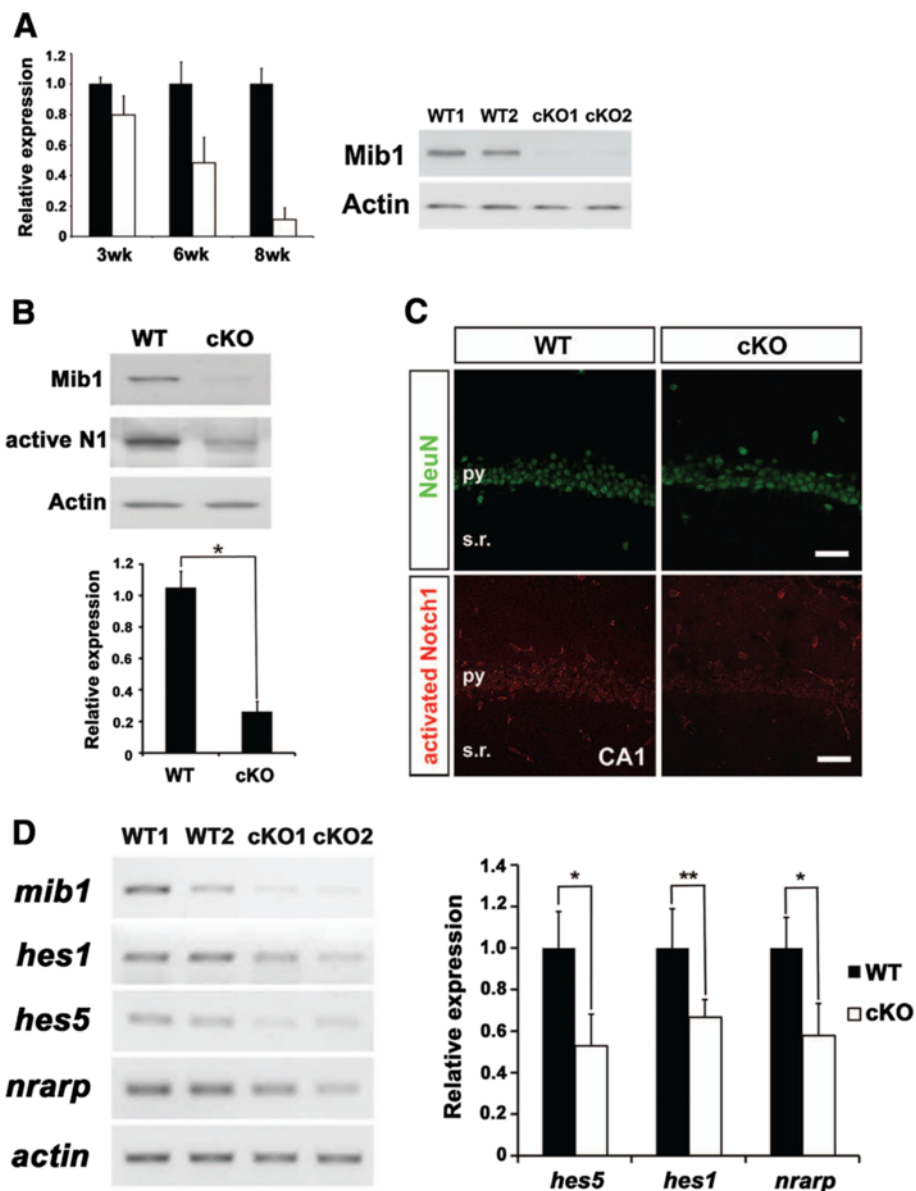 A
Relative expression
1.2
1.0
0.8
0.6
0.4
0.2
0
3wk 6wk 8wk
WT1 WT2 cKO1 cKO2
Mib1
Actin
B
WT cKO
Mib1
active N1
Actin
*
Relative expression
1.2
1.0
0.8
0.6
0.4
0.2
0
WT cKO
C
WT cKO
NeuN
py
s.r.
activated Notch1
py
s.r.
CA1
D
WT1 WT2 cKO1 cKO2
mib1
hes1
hes5
nrarp
actin
Relative expression
1.4
1.2
1.0
0.8
0.6
0.4
0.2
0
* ** *
WT
cKO
hes5 hes1 nrarp